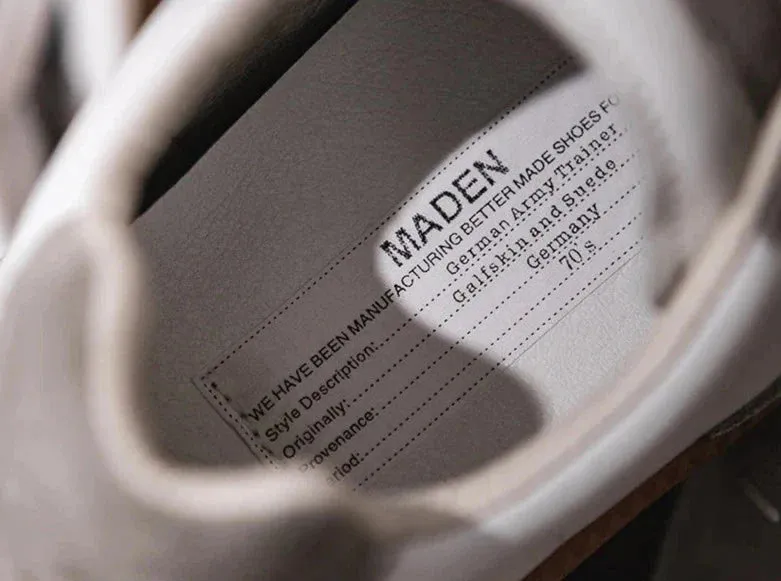 MADEN
WE HAVE BEEN MANUFACTURING BETTER MADE SHOES FO
Style Description: German Army Trainer
Originally: Galfskin and Suede
Provenance: Germany
riod: 70 s